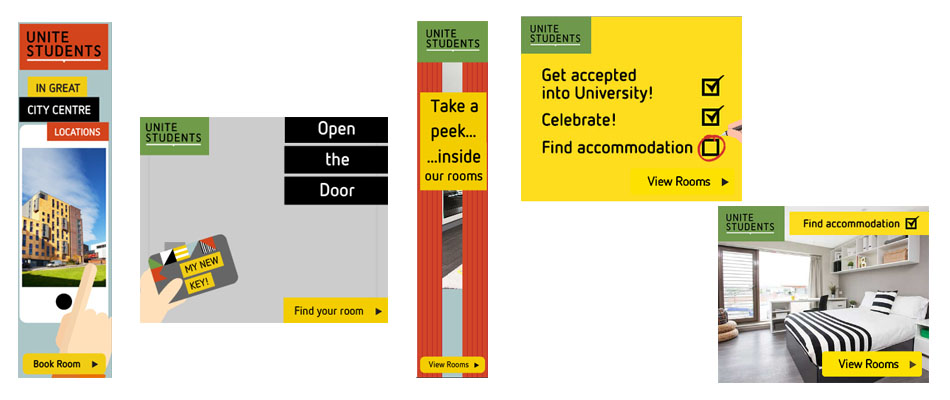 UNITE
STUDENTS
IN GREAT
CITY CENTRE
LOCATIONS
Book Room
UNITE
STUDENTS
Open
the
Door
MY NEW
KEY!
Find your room
UNITE
STUDENTS
Take a
peek...
...inside
our rooms
View Rooms
UNITE
STUDENTS
Get accepted
into University!
Celebrate!
Find accommodation
View Rooms
UNITE
STUDENTS
Find accommodation
View Rooms